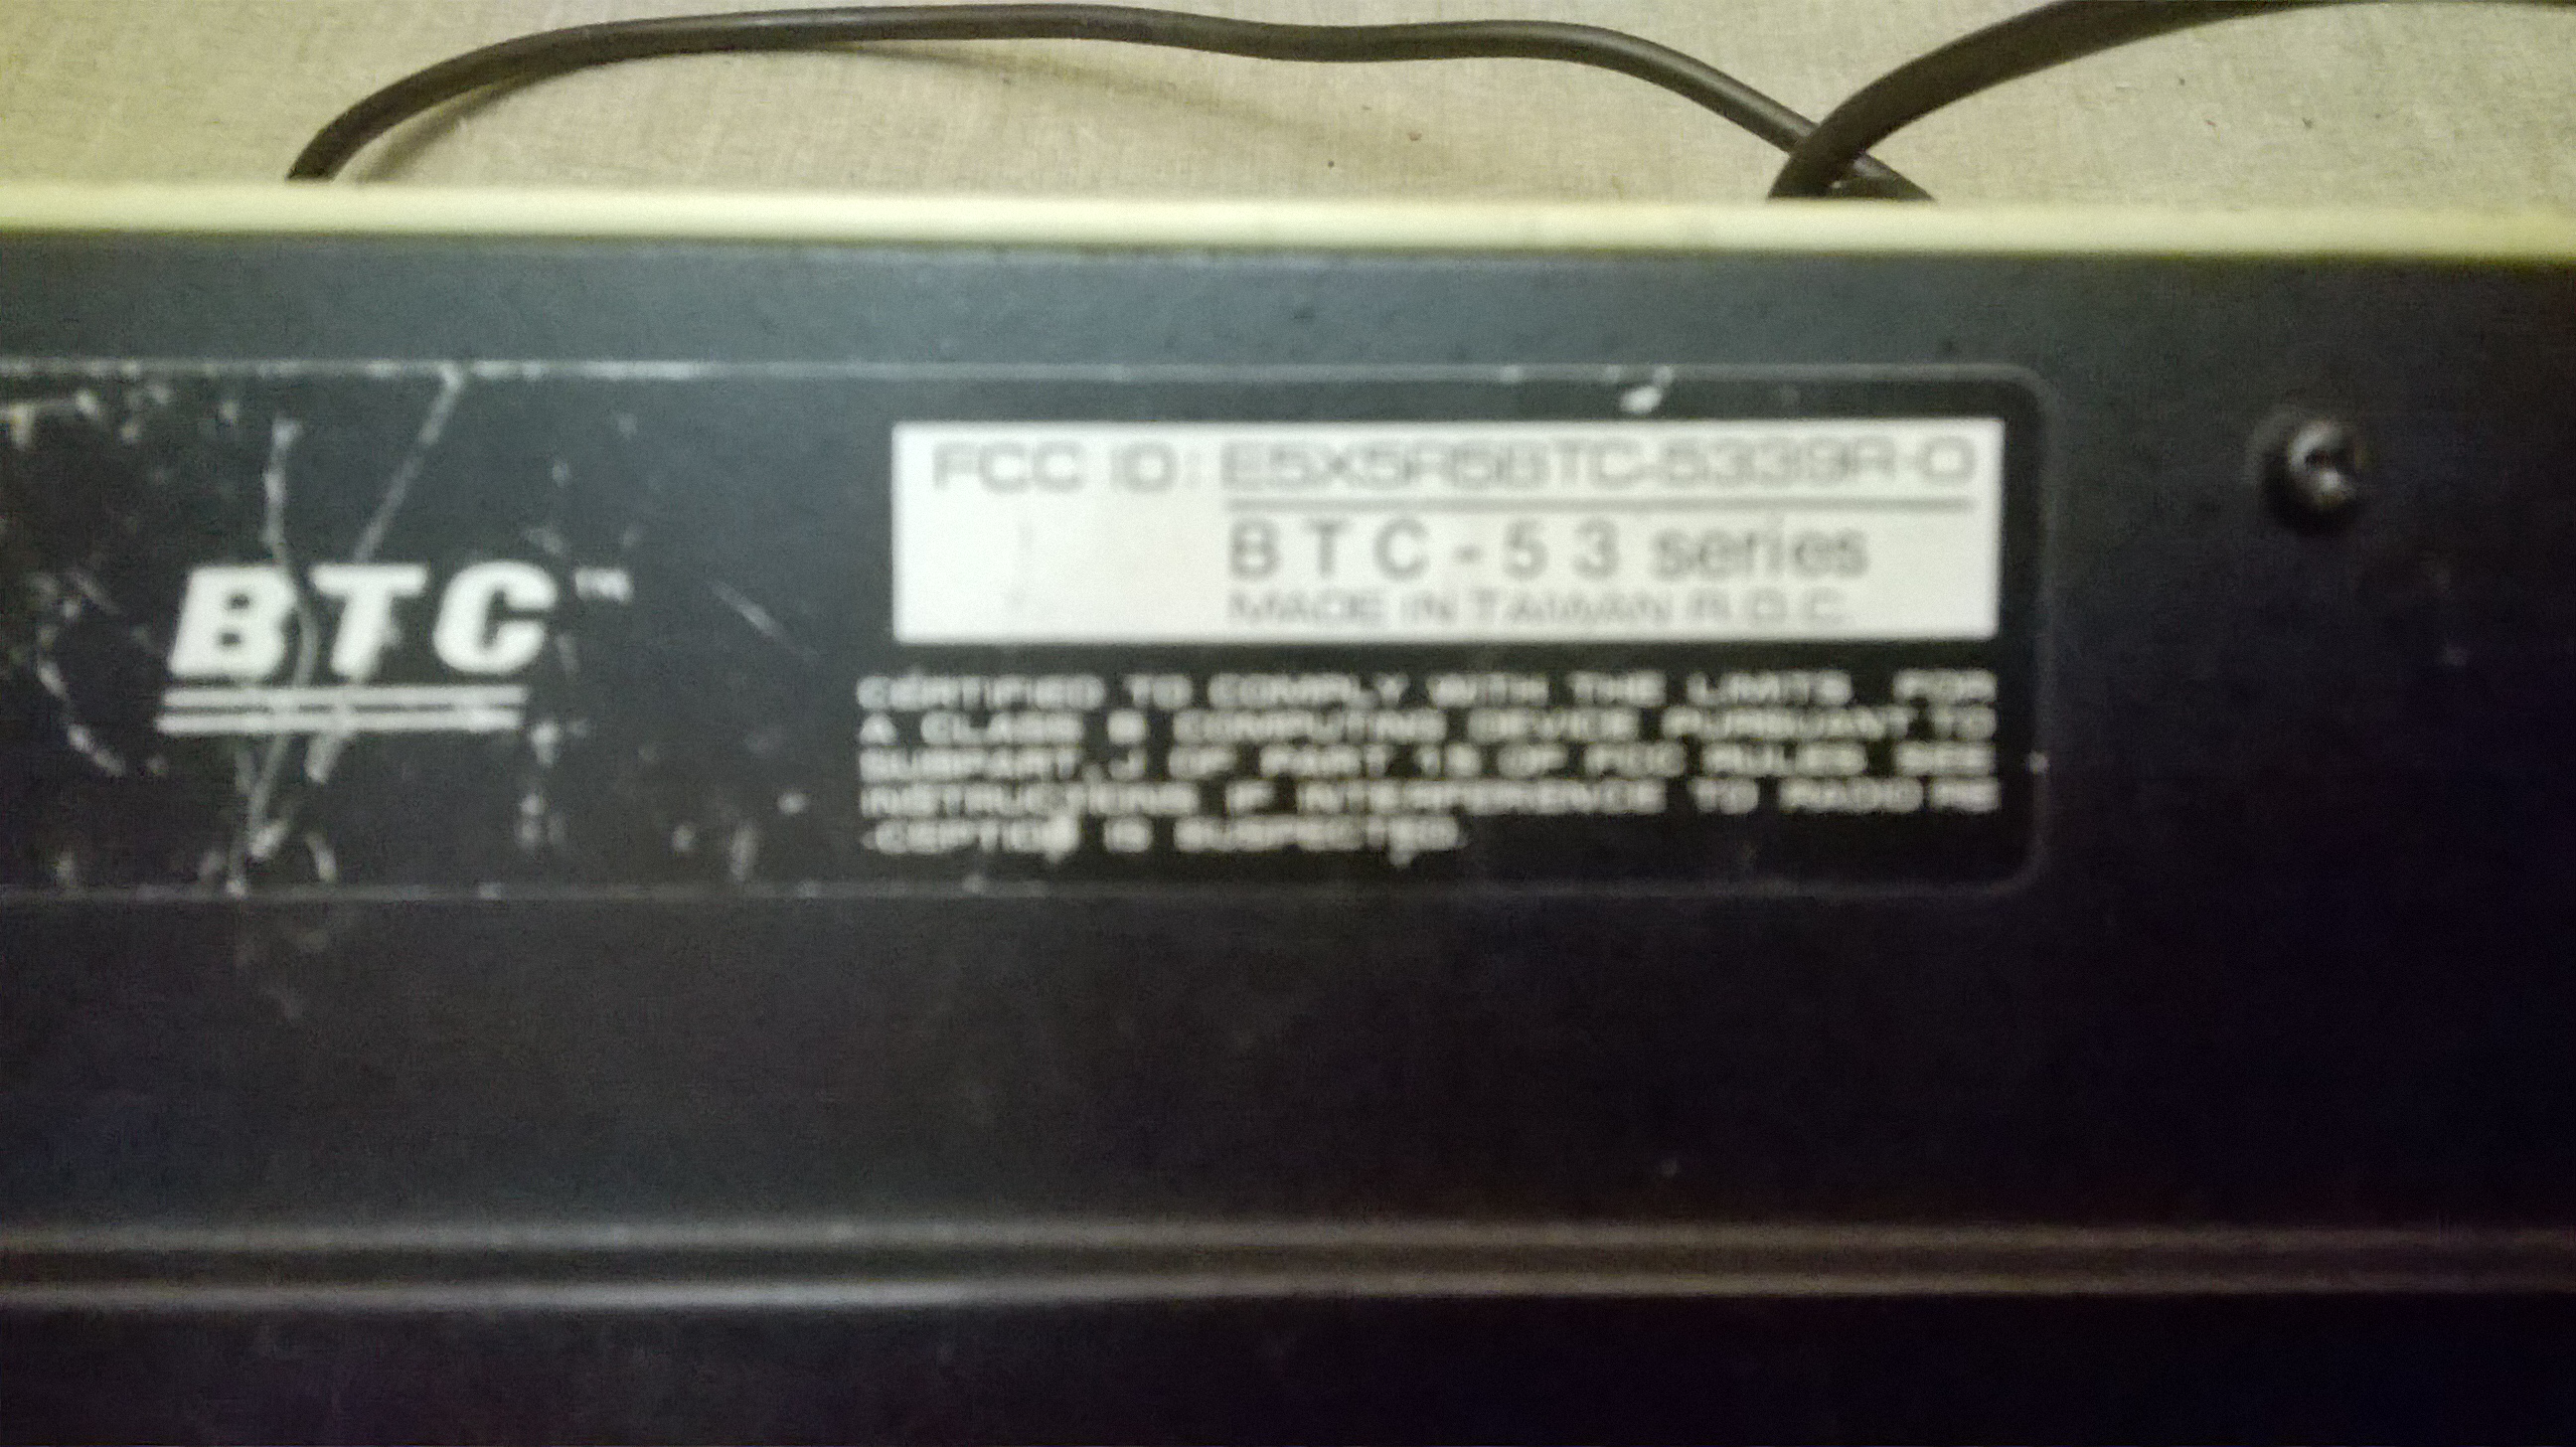 BTC™
FCC ID: E5X5R5BTC-5339R-O
BTC-53 series
MADE IN TAIWAN R.O.C.
CERTIFIED TO COMPLY WITH THE LIMITS FOR
A CLASS B COMPUTING DEVICE PURSUANT TO
SUBPART J OF PART 15 OF FCC RULES SEE
INSTRUCTIONS IF INTERFERENCE TO RADIO RE
-CEPTION IS SUSPECTED.